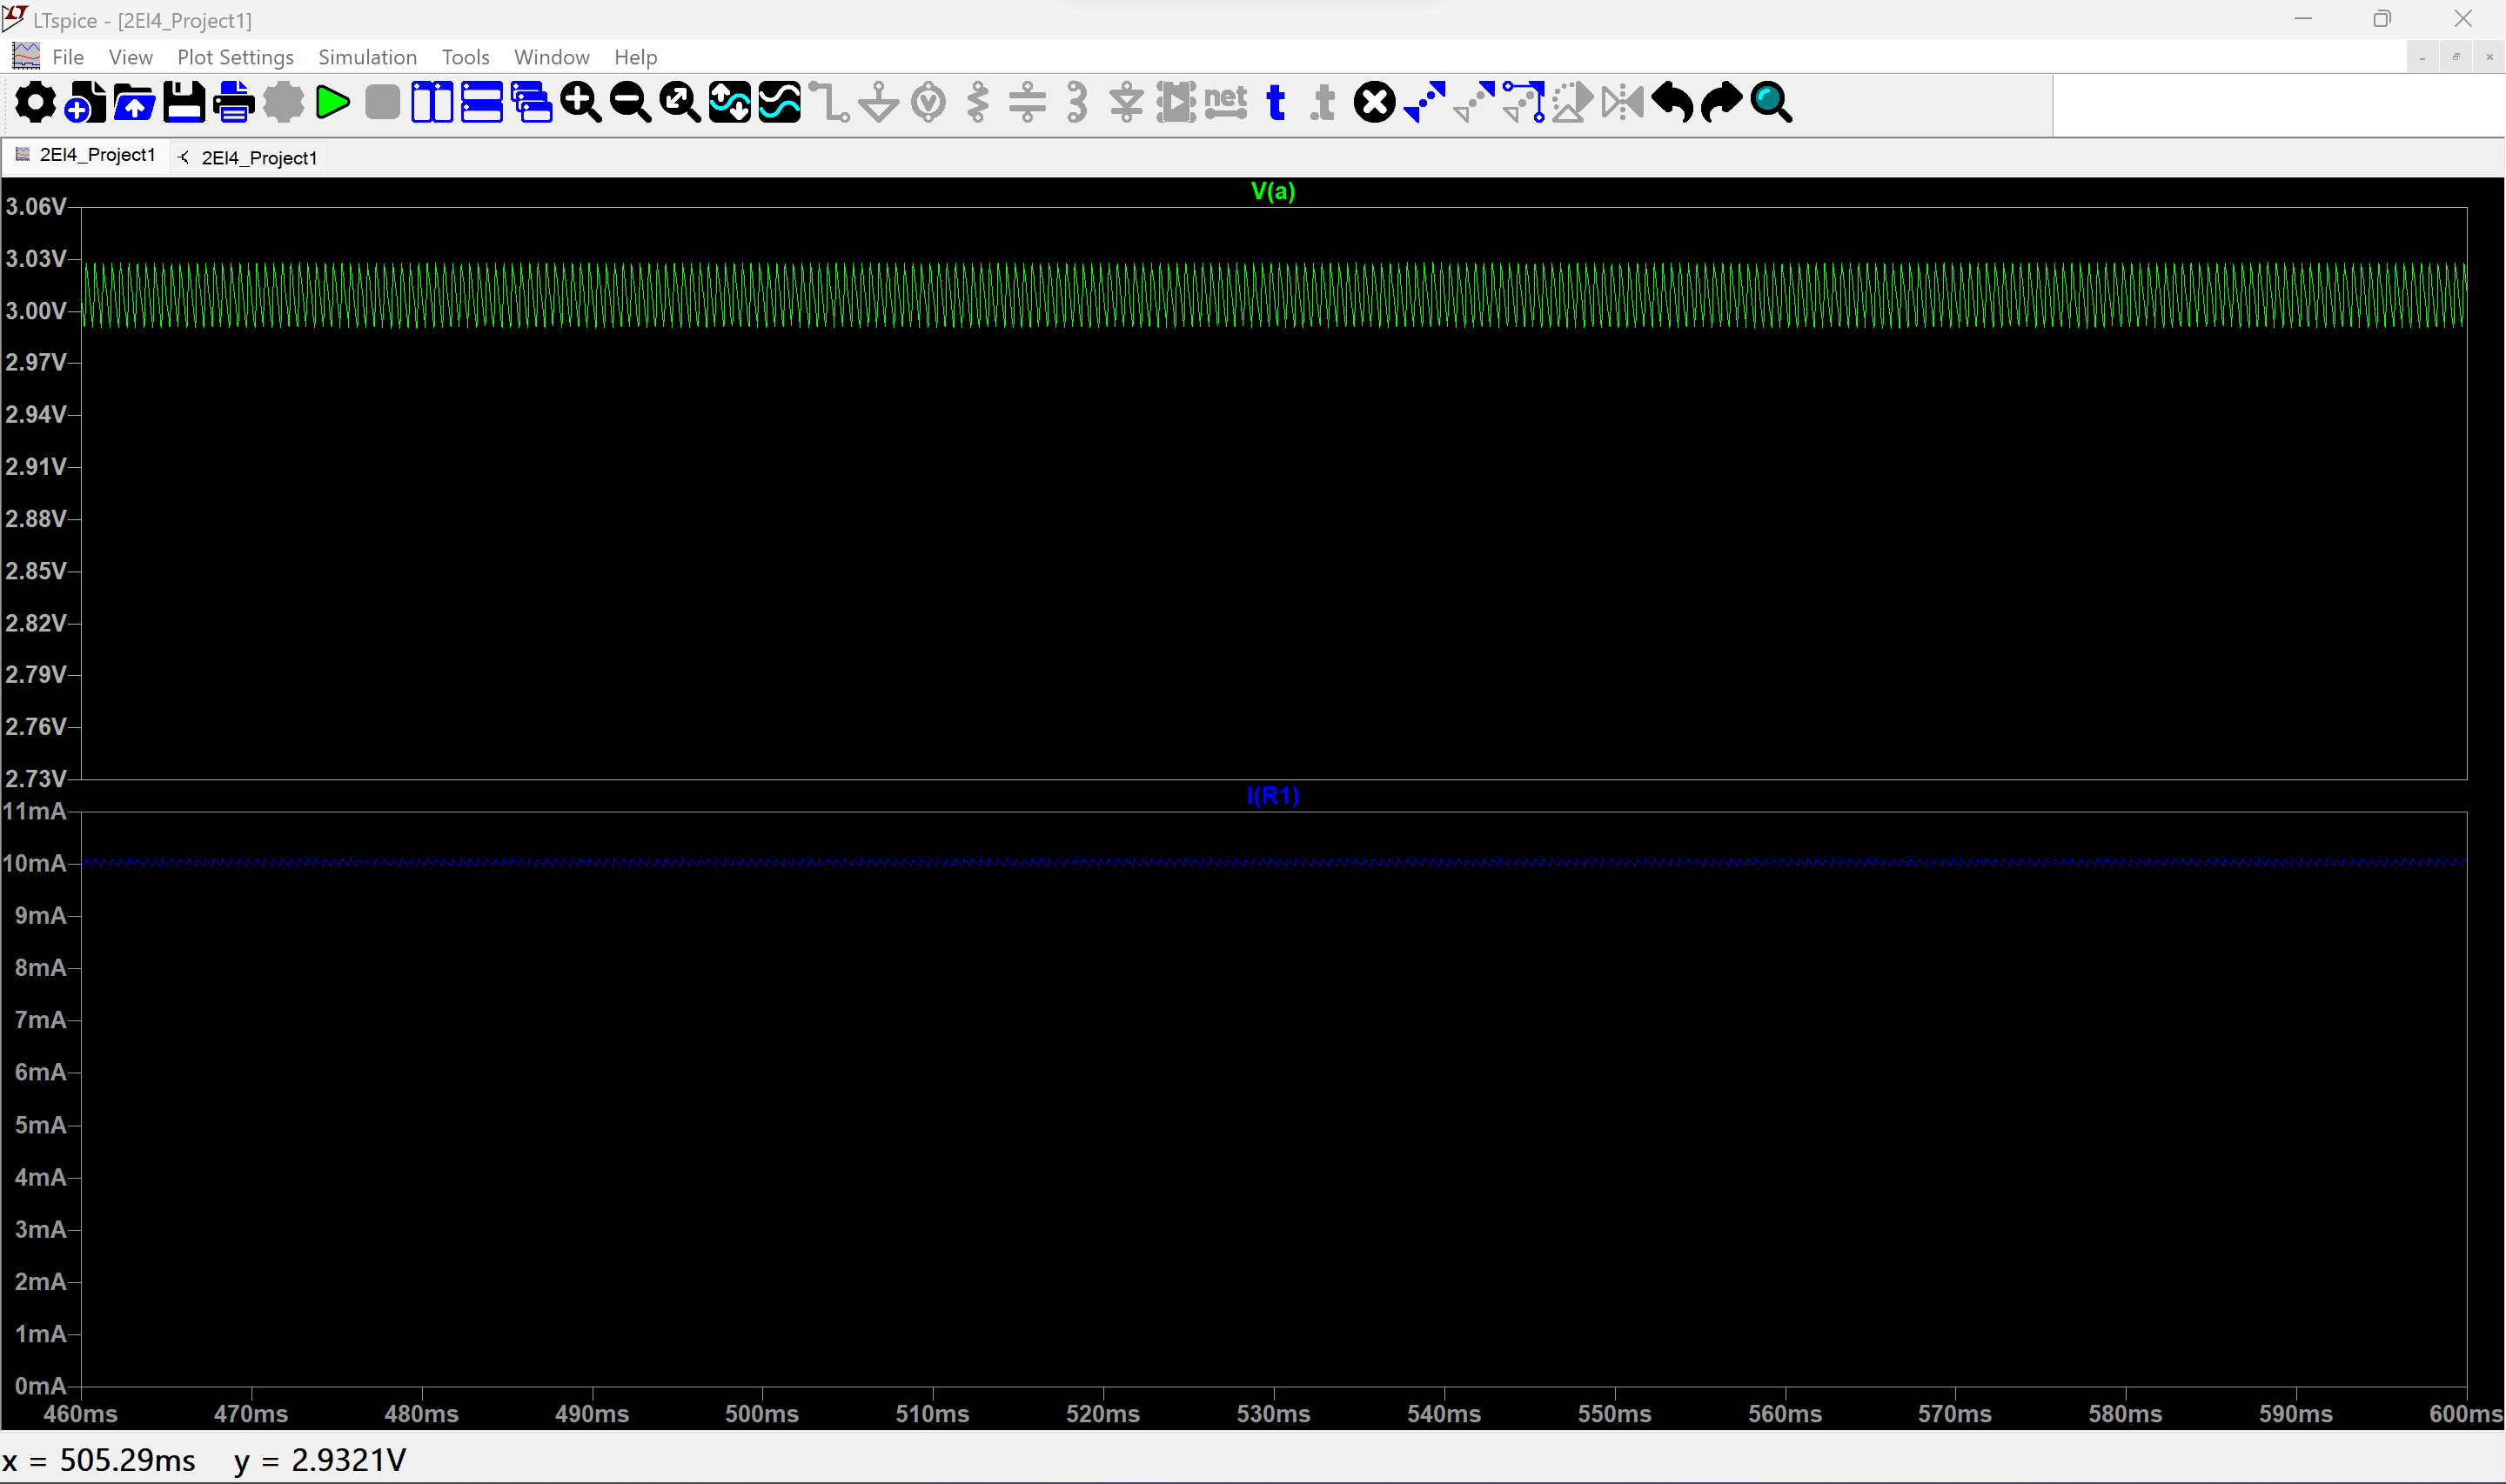 LTspice - [2EI4_Project1]
File View Plot Settings Simulation Tools Window Help
net t .t
2EI4_Project1 2EI4_Project1
V(a)
3.06V
3.03V
3.00V
2.97V
2.94V
2.91V
2.88V
2.85V
2.82V
2.79V
2.76V
2.73V
I(R1)
11mA
10mA
9mA
8mA
7mA
6mA
5mA
4mA
3mA
2mA
1mA
0mA
460ms 470ms 480ms 490ms 500ms 510ms 520ms 530ms 540ms 550ms 560ms 570ms 580ms 590ms 600ms
x = 505.29ms y = 2.9321V